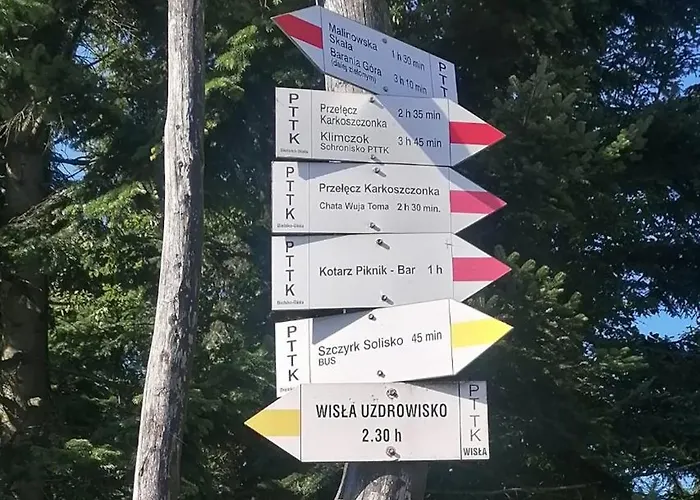 Malinowska 1 h 30 min
Skała
Barania Góra 3 h 10 min
(dalej zielonym)
PTTK
PTTK
Przełęcz 2 h 35 min
Karkoszczonka
Klimczok 3 h 45 min
Schronisko PTTK
PTTK
Przełęcz Karkoszczonka
Chata Wuja Toma 2 h 30 min.
PTTK
Kotarz Piknik - Bar 1 h
PTTK
Szczyrk Solisko 45 min
BUS
WISŁA UZDROWISKO
2.30 h
PTTK
WISŁA